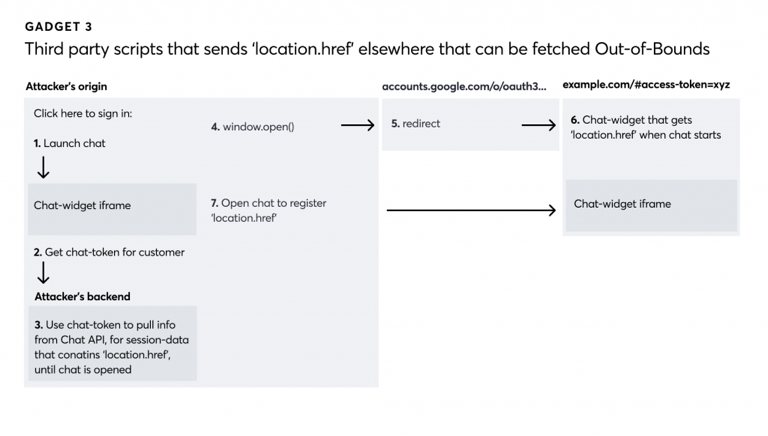 GADGET 3
Third party scripts that sends ‘location.href’ elsewhere that can be fetched Out-of-Bounds
Attacker’s origin
accounts.google.com/o/oauth3...
example.com/#access-token=xyz
Click here to sign in:
1. Launch chat
Chat-widget iframe
2. Get chat-token for customer
Attacker’s backend
3. Use chat-token to pull info
from Chat API, for session-data
that conatins ‘location.href’,
until chat is opened
4. window.open()
7. Open chat to register
‘location.href’
5. redirect
6. Chat-widget that gets
‘location.href’ when chat starts
Chat-widget iframe